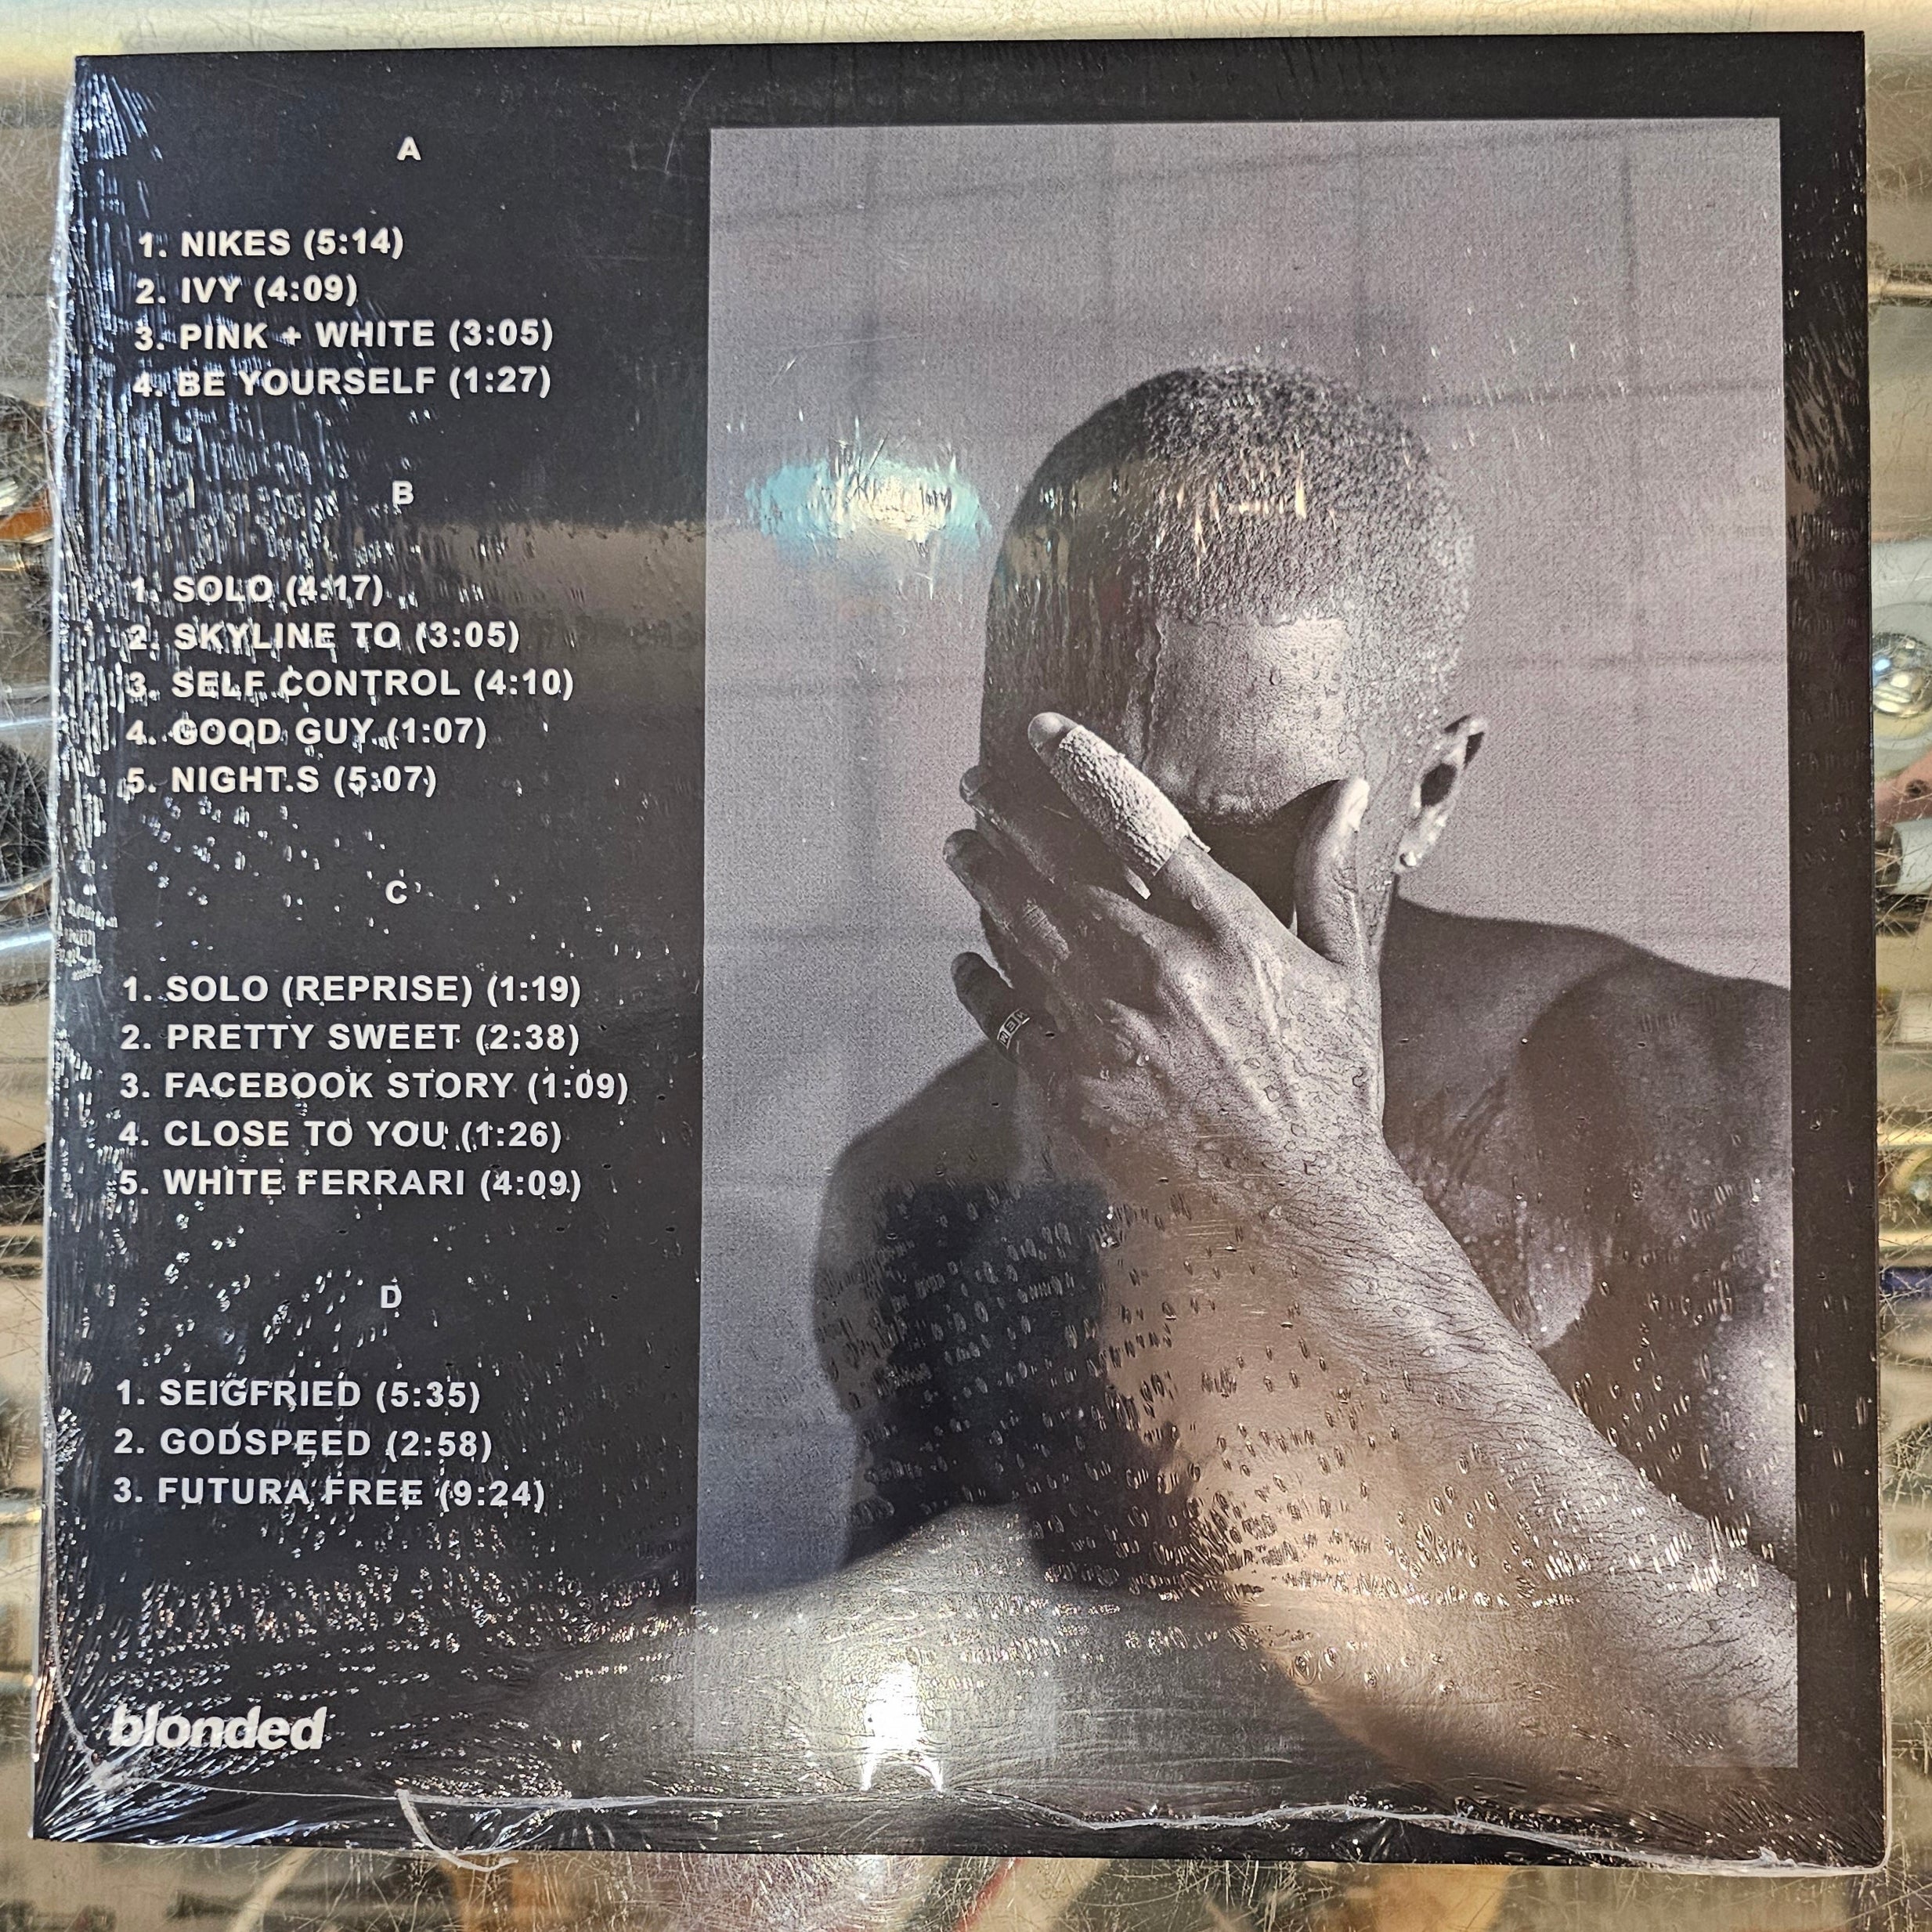 A
1. NIKES (5:14)
2. IVY (4:09)
3. PINK + WHITE (3:05)
4. BE YOURSELF (1:27)
B
1. SOLO (4:17)
2. SKYLINE TO (3:05)
3. SELF CONTROL (4:10)
4. GOOD GUY (1:07)
5. NIGHTS (5:07)
C
1. SOLO (REPRISE) (1:19)
2. PRETTY SWEET (2:38)
3. FACEBOOK STORY (1:09)
4. CLOSE TO YOU (1:26)
5. WHITE FERRARI (4:09)
D
1. SEIGFRIED (5:35)
2. GODSPEED (2:58)
3. FUTURA FREE (9:24)
blonded